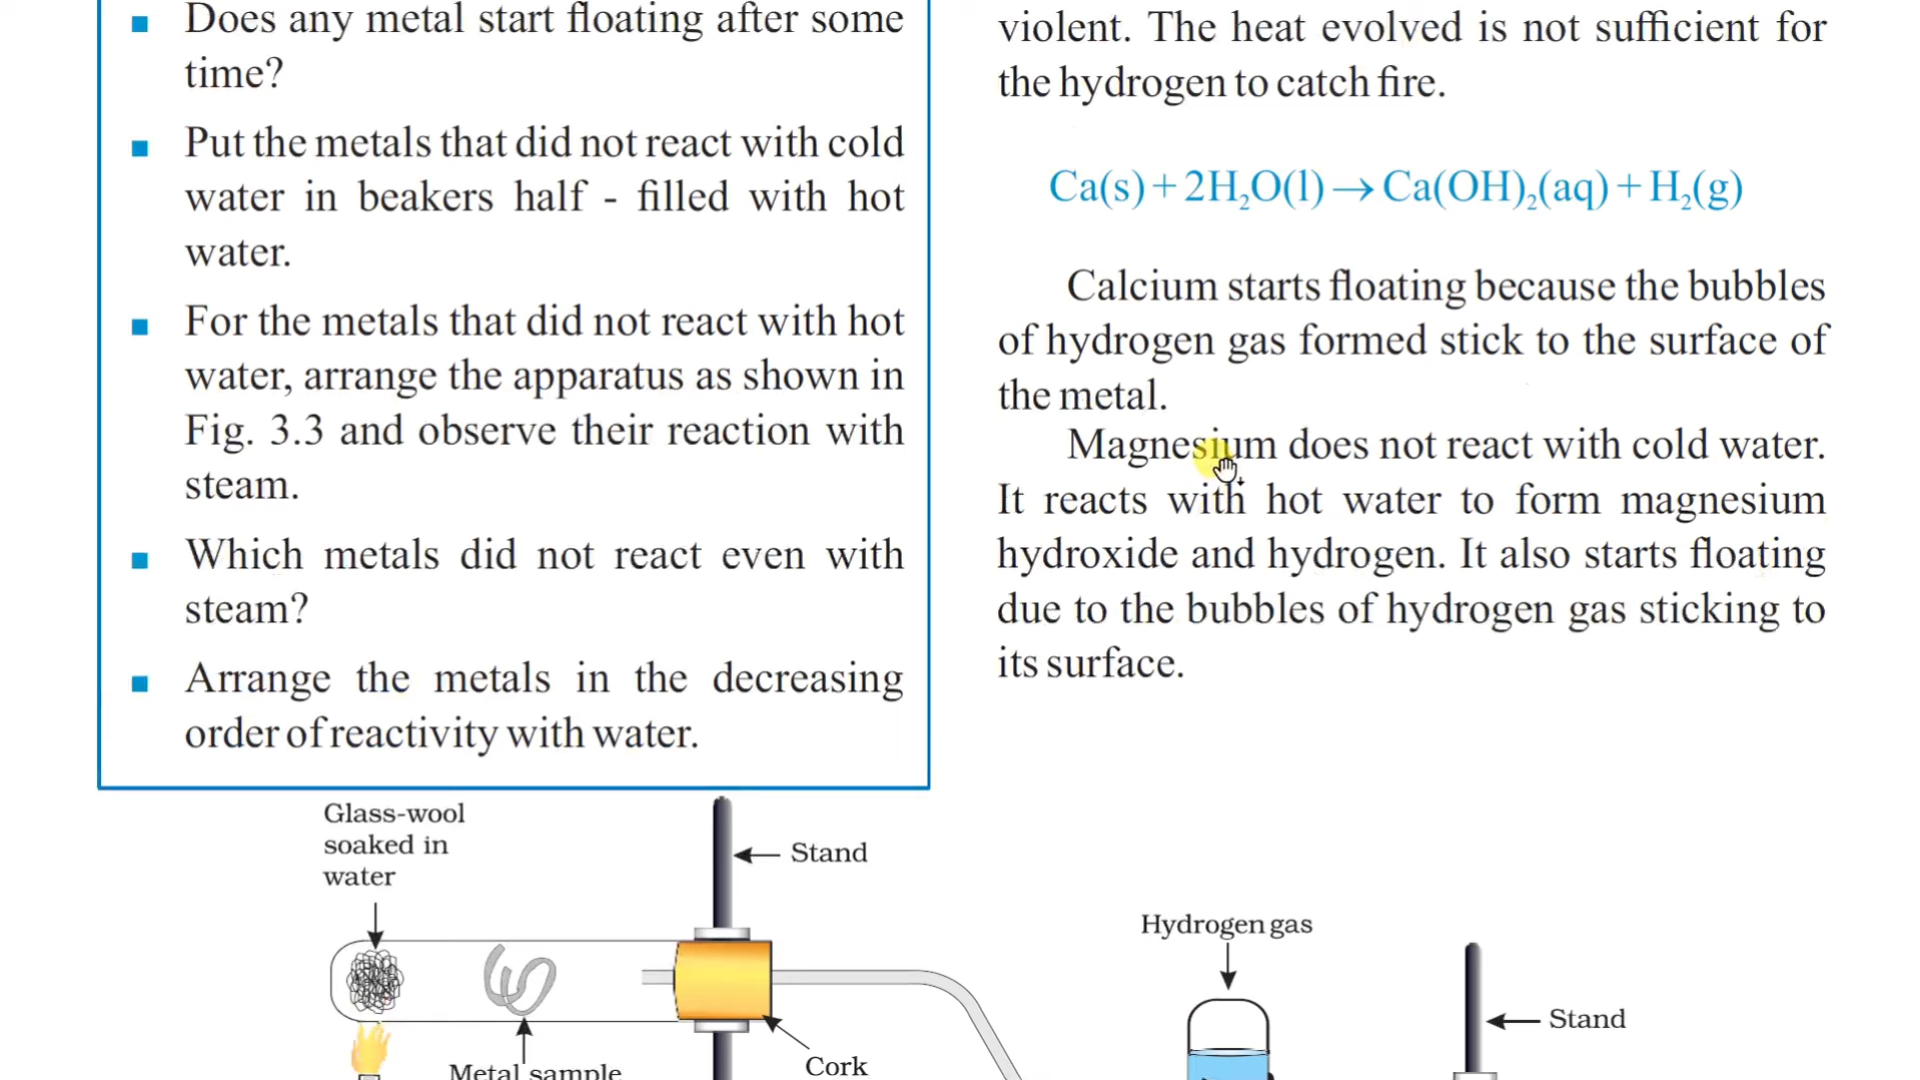 ■ Does any metal start floating after some
time?
■ Put the metals that did not react with cold
water in beakers half - filled with hot
water.
■ For the metals that did not react with hot
water, arrange the apparatus as shown in
Fig. 3.3 and observe their reaction with
steam.
■ Which metals did not react even with
steam?
■ Arrange the metals in the decreasing
order of reactivity with water.
violent. The heat evolved is not sufficient for
the hydrogen to catch fire.
Ca(s) + 2H₂O(l) → Ca(OH)₂(aq) + H₂(g)
Calcium starts floating because the bubbles
of hydrogen gas formed stick to the surface of
the metal.
Magnesium does not react with cold water.
It reacts with hot water to form magnesium
hydroxide and hydrogen. It also starts floating
due to the bubbles of hydrogen gas sticking to
its surface.
Glass-wool
soaked in
water
Stand
Hydrogen gas
Stand
Cork
Metal sample